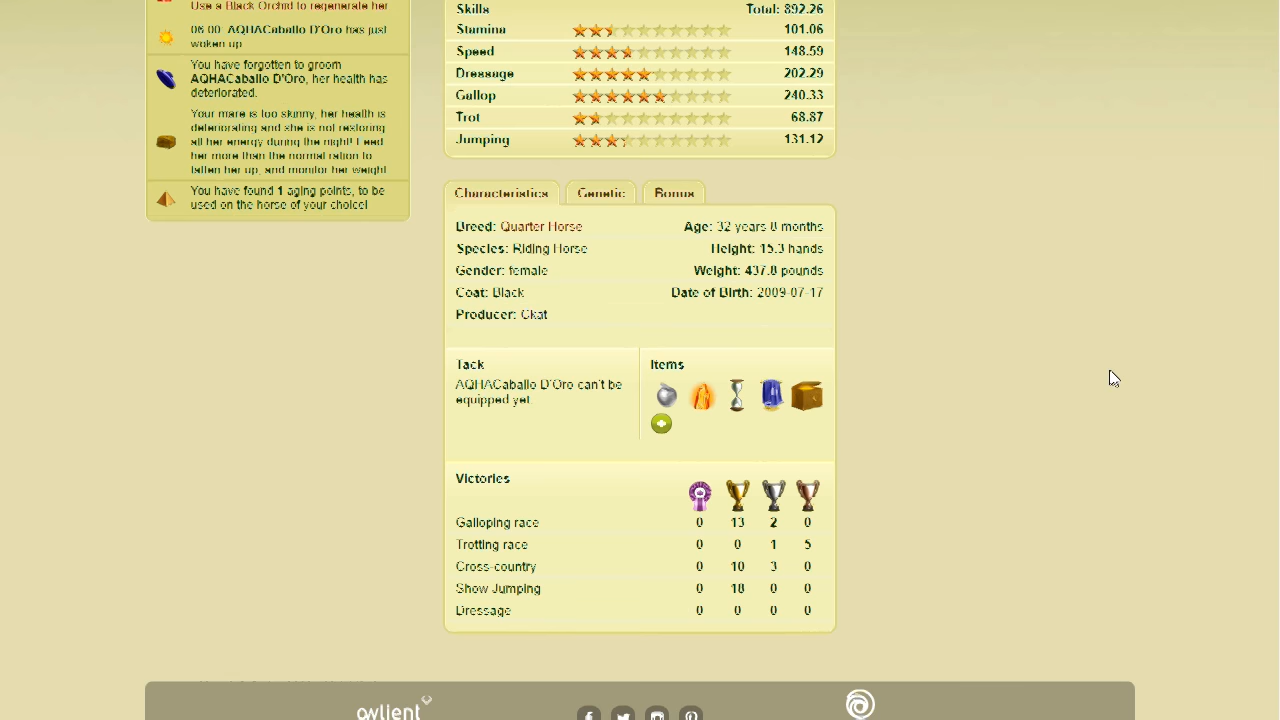 Use a Black Orchid to regenerate her
06:00 AQHACaballo D'Oro has just
woken up
You have forgotten to groom
AQHACaballo D'Oro, her health has
deteriorated.
Your mare is too skinny, her health is
deteriorating and she is not restoring
all her energy during the night! Feed
her more than the normal ration to
fatten her up, and monitor her weight
You have found 1 aging points, to be
used on the horse of your choice!
Skills Total: 892.26
Stamina 101.06
Speed 148.59
Dressage 202.29
Gallop 240.33
Trot 68.87
Jumping 131.12
Characteristics Genetic Bonus
Breed: Quarter Horse Age: 32 years 8 months
Species: Riding Horse Height: 15.3 hands
Gender: female Weight: 437.8 pounds
Coat: Black Date of Birth: 2009-07-17
Producer: Ckat
Tack
AQHACaballo D'Oro can't be
equipped yet.
Items
Victories
Galloping race 0 13 2 0
Trotting race 0 0 1 5
Cross-country 0 10 3 0
Show Jumping 0 18 0 0
Dressage 0 0 0 0
owlient